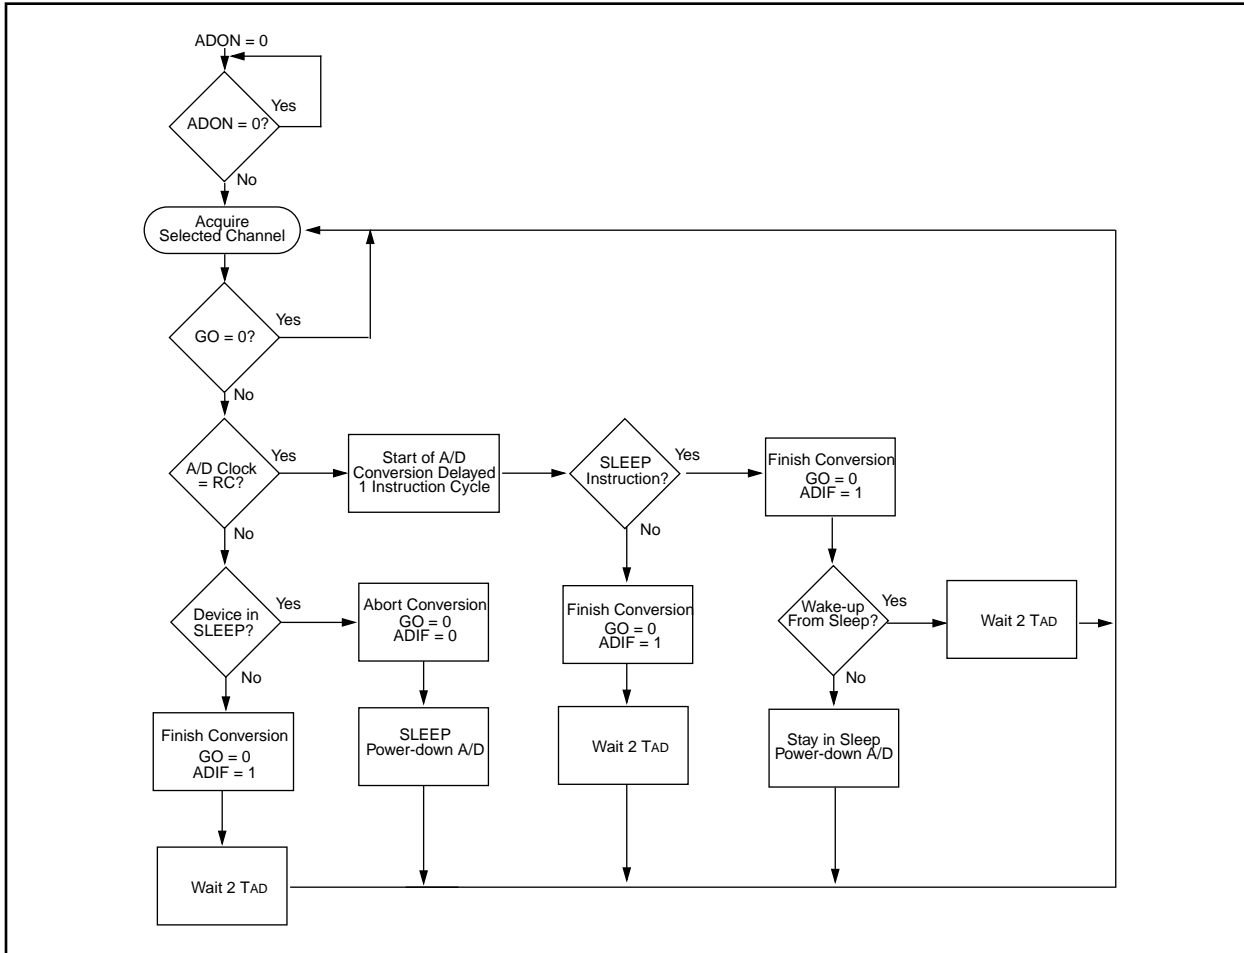 ADON = 0
Yes
ADON = 0?
No
Acquire
Selected Channel
Yes
GO = 0?
No
A/D Clock
= RC?
Yes
No
Start of A/D
Conversion Delayed
1 Instruction Cycle
SLEEP
Instruction?
Yes
No
Finish Conversion
GO = 0
ADIF = 1
Device in
SLEEP?
Yes
No
Abort Conversion
GO = 0
ADIF = 0
Finish Conversion
GO = 0
ADIF = 1
Wake-up
From Sleep?
Yes
No
Wait 2 TAD
Finish Conversion
GO = 0
ADIF = 1
SLEEP
Power-down A/D
Wait 2 TAD
Stay in Sleep
Power-down A/D
Wait 2 TAD